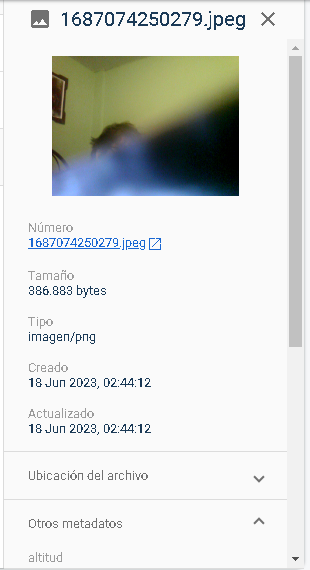 1687074250279.jpeg
Número
1687074250279.jpeg
Tamaño
386.883 bytes
Tipo
imagen/png
Creado
18 Jun 2023, 02:44:12
Actualizado
18 Jun 2023, 02:44:12
Ubicación del archivo
Otros metadatos
altitud